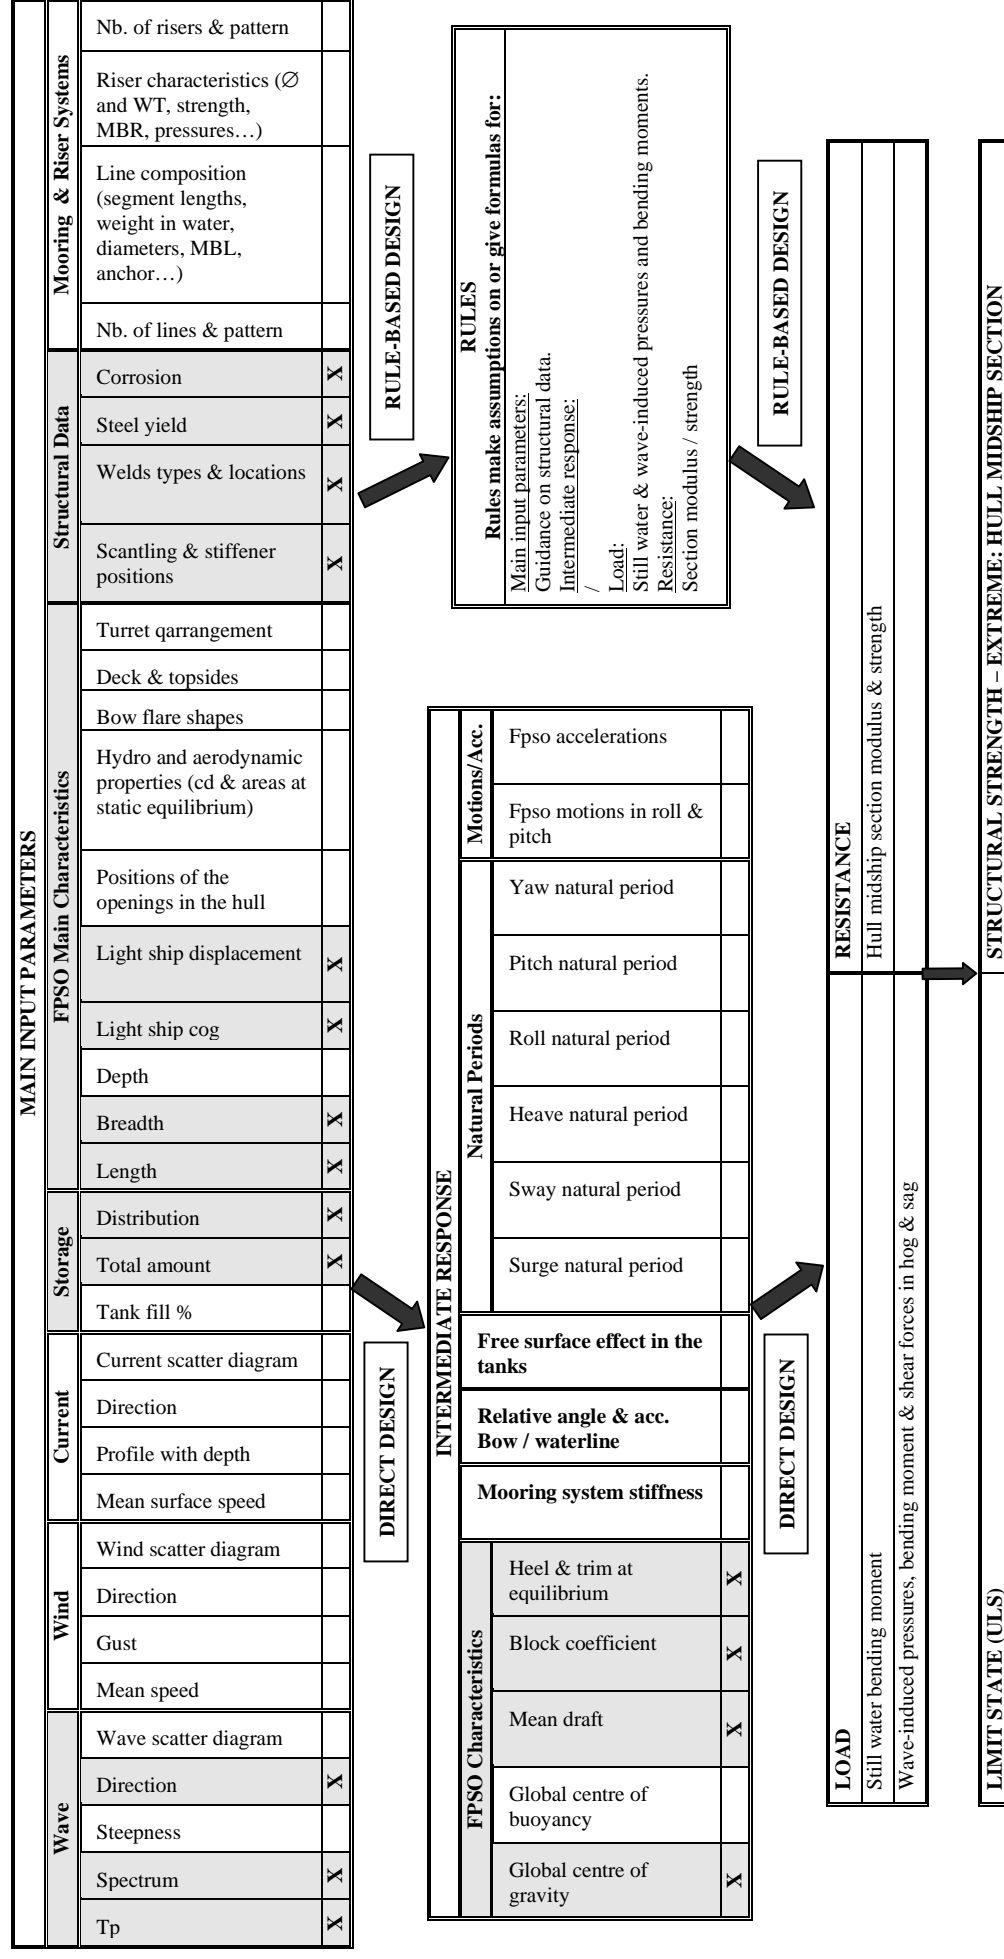 MAIN INPUT PARAMETERS
Mooring & Riser Systems
Nb. of risers & pattern
Riser characteristics (∅
and WT, strength,
MBR, pressures…)
Line composition
(segment lengths,
weight in water,
diameters, MBL,
anchor…)
Nb. of lines & pattern
Structural Data
Corrosion
X
Steel yield
X
Welds types & locations
X
Scantling & stiffener
positions
X
FPSO Main Characteristics
Turret qarrangement
Deck & topsides
Bow flare shapes
Hydro and aerodynamic
properties (cd & areas at
static equilibrium)
Positions of the
openings in the hull
Light ship displacement
X
Light ship cog
X
Depth
Breadth
X
Length
X
Storage
Distribution
X
Total amount
X
Tank fill %
Current
Current scatter diagram
Direction
Profile with depth
Mean surface speed
Wind
Wind scatter diagram
Direction
Gust
Mean speed
Wave
Wave scatter diagram
Direction
X
Steepness
Spectrum
X
Tp
X
RULE-BASED DESIGN
DIRECT DESIGN
RULES
Rules make assumptions on or give formulas for:
Main input parameters:
Guidance on structural data.
Intermediate response:
/
Load:
Still water & wave-induced pressures and bending moments.
Resistance:
Section modulus / strength
INTERMEDIATE RESPONSE
Motions/Acc.
Fpso accelerations
Fpso motions in roll &
pitch
Natural Periods
Yaw natural period
Pitch natural period
Roll natural period
Heave natural period
Sway natural period
Surge natural period
Free surface effect in the
tanks
Relative angle & acc.
Bow / waterline
Mooring system stiffness
FPSO Characteristics
Heel & trim at
equilibrium
X
Block coefficient
X
Mean draft
X
Global centre of
buoyancy
Global centre of
gravity
X
RULE-BASED DESIGN
DIRECT DESIGN
LOAD
Still water bending moment
Wave-induced pressures, bending moment & shear forces in hog & sag
RESISTANCE
Hull midship section modulus & strength
LIMIT STATE (ULS)
STRUCTURAL STRENGTH – EXTREME: HULL MIDSHIP SECTION